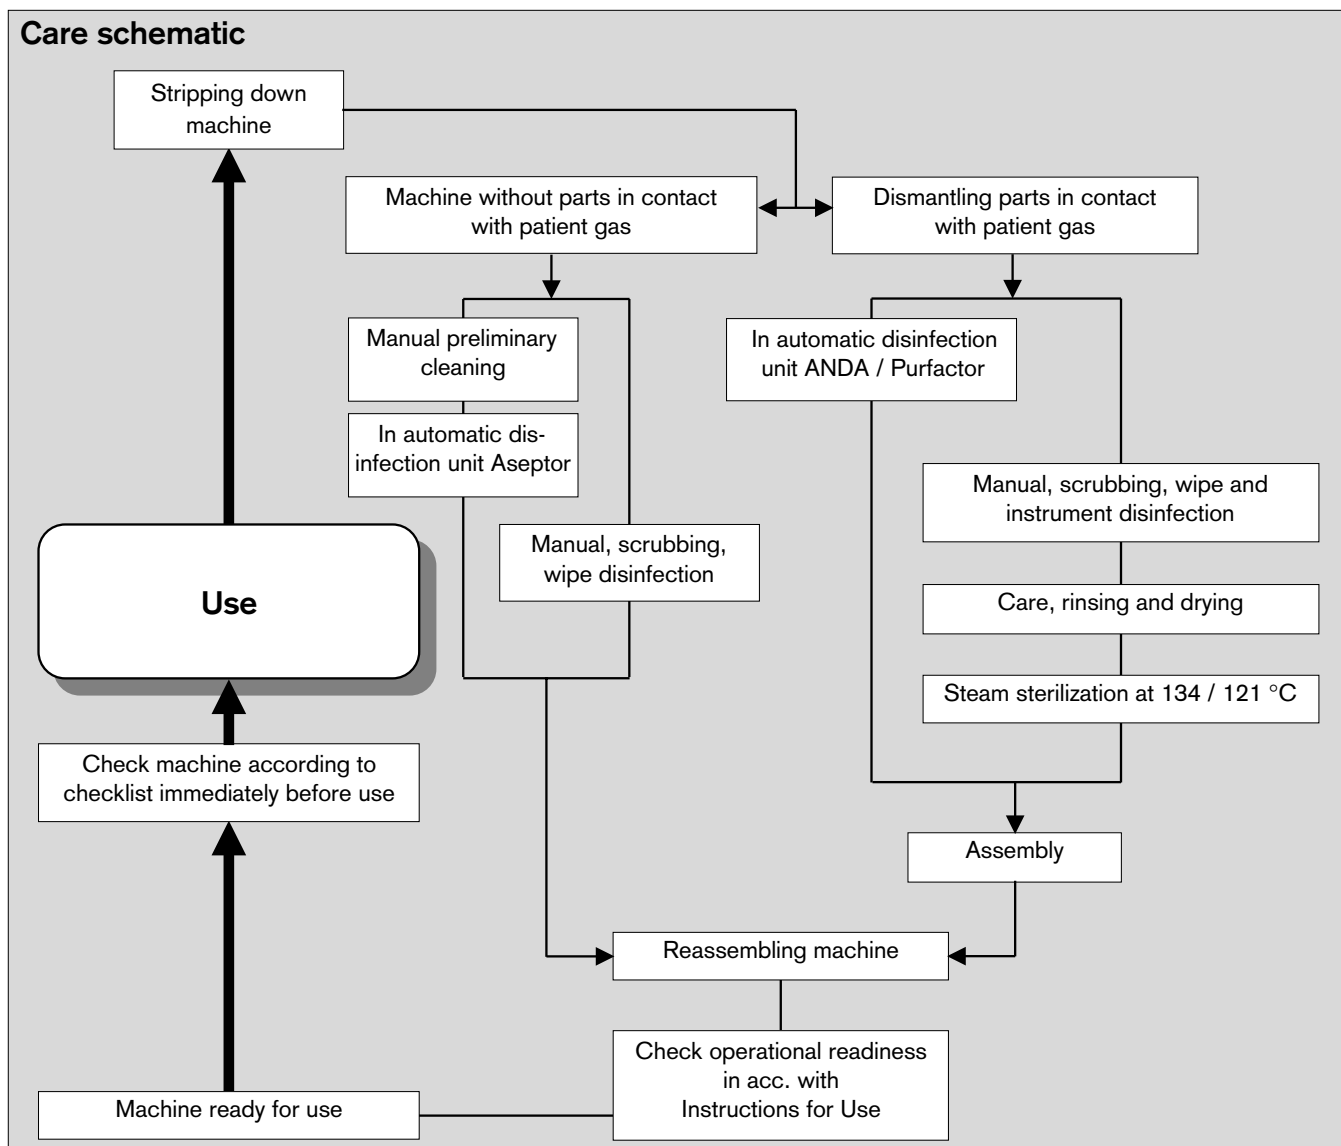 Care schematic
Stripping down
machine
Machine without parts in contact
with patient gas
Dismantling parts in contact
with patient gas
Manual preliminary
cleaning
In automatic disinfection
unit ANDA / Purfactor
In automatic dis-
infection unit Aseptor
Manual, scrubbing, wipe and
instrument disinfection
Manual, scrubbing,
wipe disinfection
Use
Care, rinsing and drying
Steam sterilization at 134 / 121 °C
Check machine according to
checklist immediately before use
Assembly
Reassembling machine
Check operational readiness
in acc. with
Instructions for Use
Machine ready for use